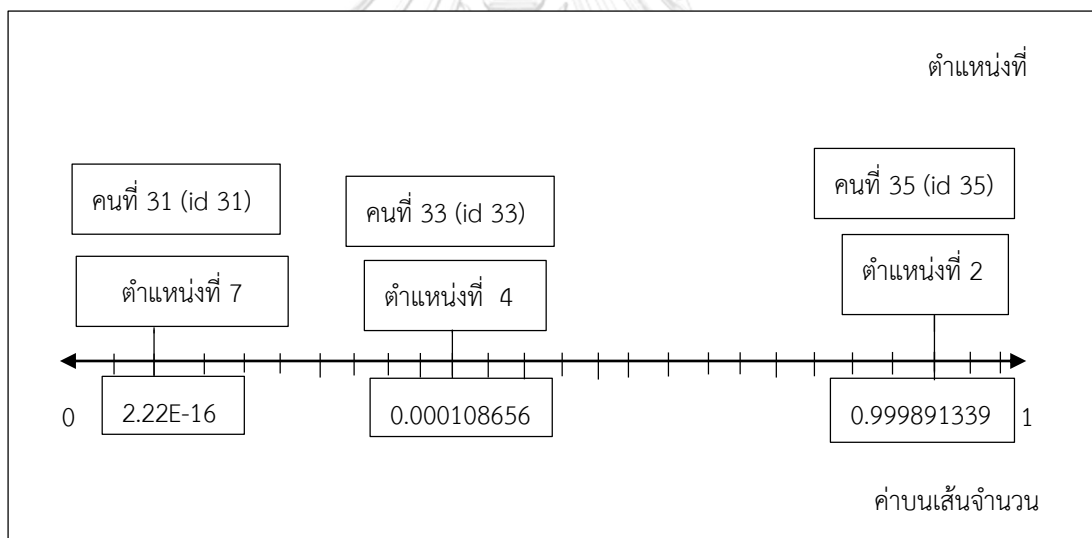 ตำแหน่งที่
คนที่ 31 (id 31)
คนที่ 33 (id 33)
คนที่ 35 (id 35)
ตำแหน่งที่ 7
ตำแหน่งที่ 4
ตำแหน่งที่ 2
0
2.22E-16
0.000108656
0.999891339
1
ค่าบนเส้นจำนวน